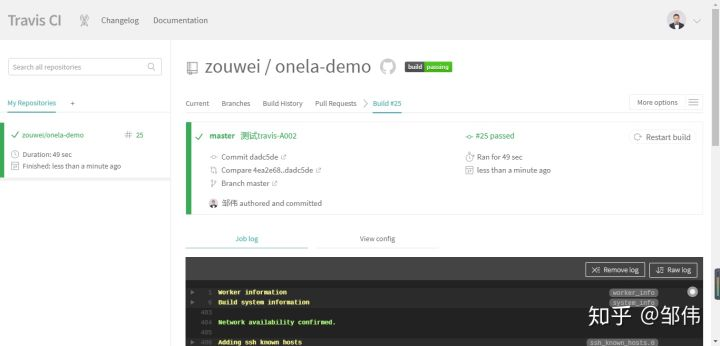 Travis CI
Changelog
Documentation
Search all repositories
zouwei / onela-demo
build passing
My Repositories +
Current Branches Build History Pull Requests Build #25
More options
zouwei/onela-demo # 25
Duration: 49 sec
Finished: less than a minute ago
master 测试travis-A002
#25 passed
Restart build
Commit dadc5de
Ran for 49 sec
Compare 4ea2e68..dadc5de
less than a minute ago
Branch master
邹伟 authored and committed
Job log
View config
Remove log
Raw log
1 Worker information worker_info
6 Build system information system_info
403
404 Network availability confirmed.
405
406 Adding ssh known hosts ssh_known_hosts.0
知乎 @邹伟